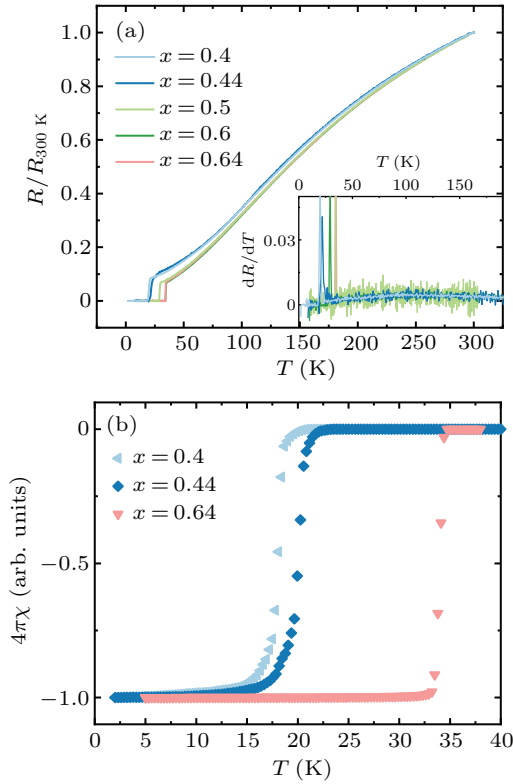 (a)
x = 0.4
x = 0.44
x = 0.5
x = 0.6
x = 0.64
R/R300 K
1.0
0.8
0.6
0.4
0.2
0
0 50 100 150 200 250 300
T (K)
T (K)
0 50 100 150
dR/dT
0.03
0
(b)
x = 0.4
x = 0.44
x = 0.64
4πχ (arb. units)
0
−0.5
−1.0
0 5 10 15 20 25 30 35 40
T (K)